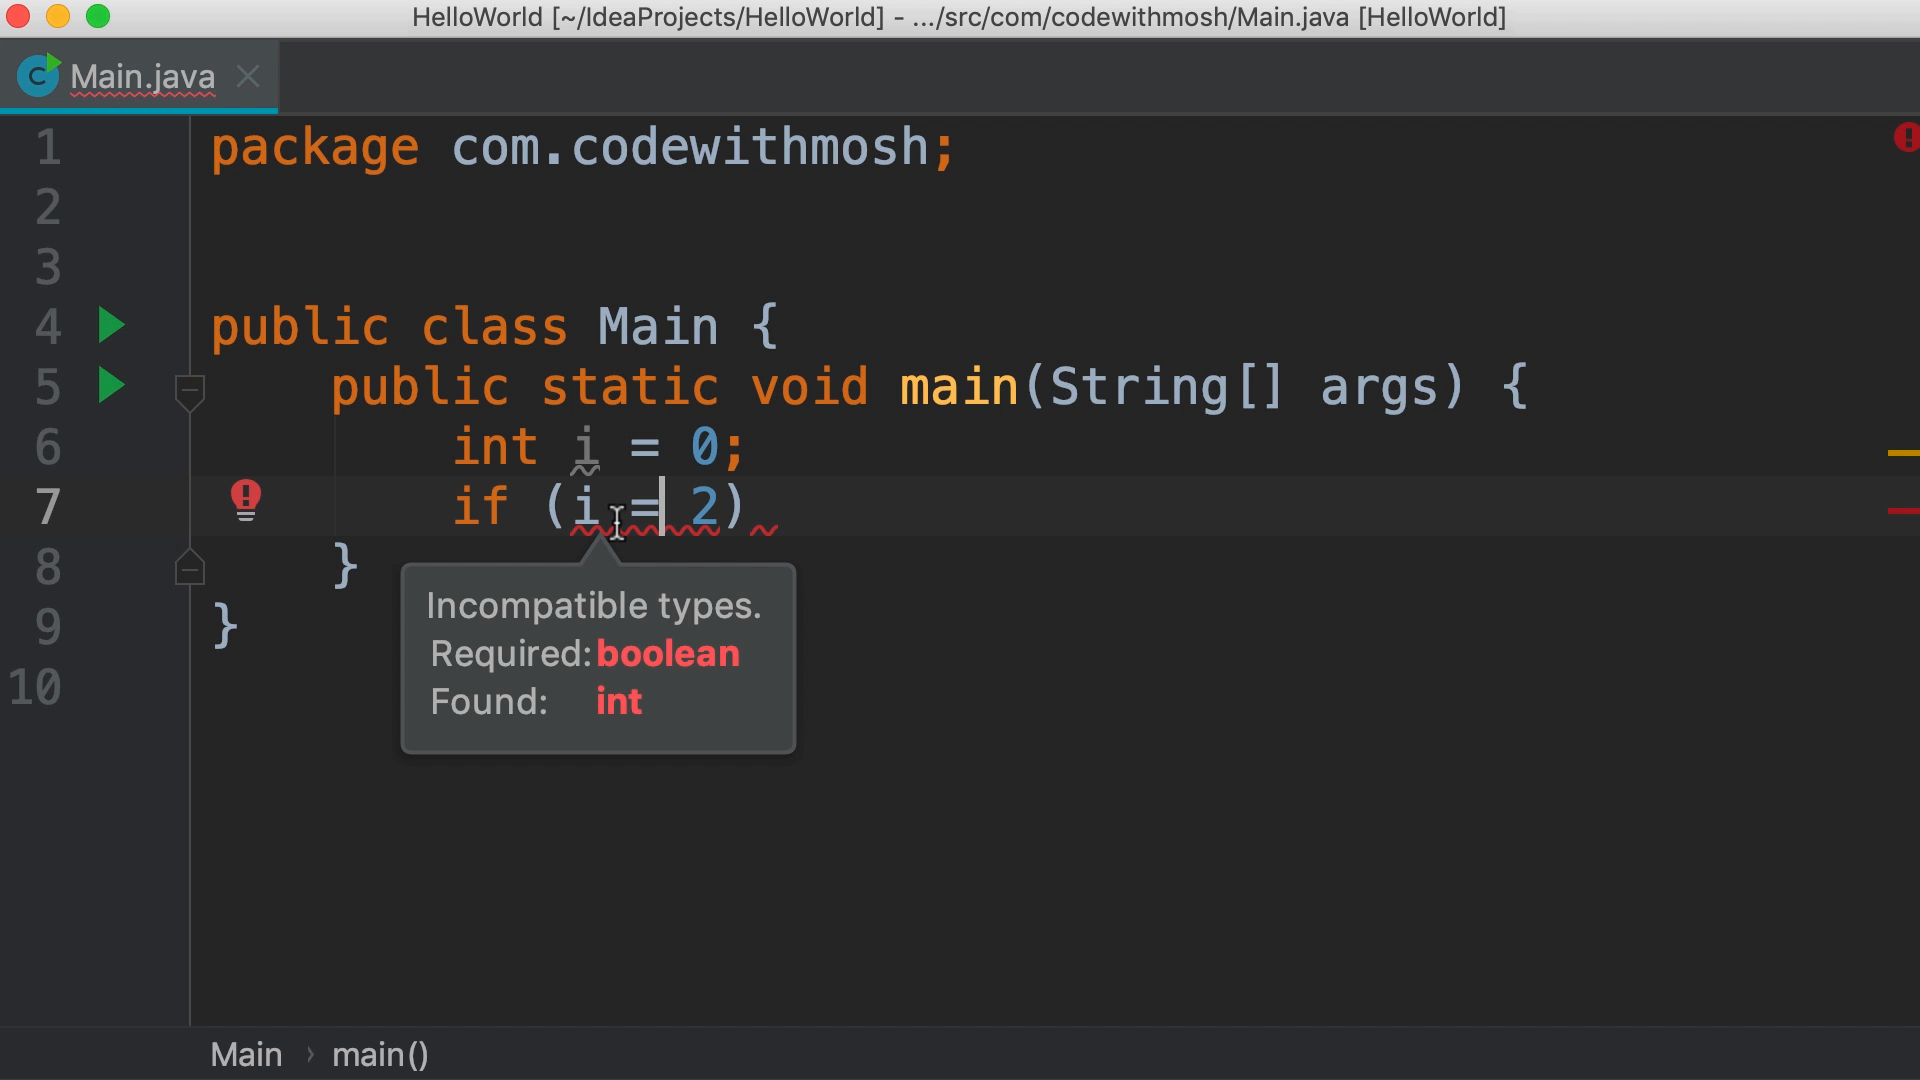 HelloWorld [~/IdeaProjects/HelloWorld] - .../src/com/codewithmosh/Main.java [HelloWorld]
C Main.java
1 package com.codewithmosh;
2
3
4 public class Main {
5 public static void main(String[] args) {
6 int i = 0;
7 if (i = 2)
8 }
9 }
10
Incompatible types.
Required: boolean
Found: int
Main › main()